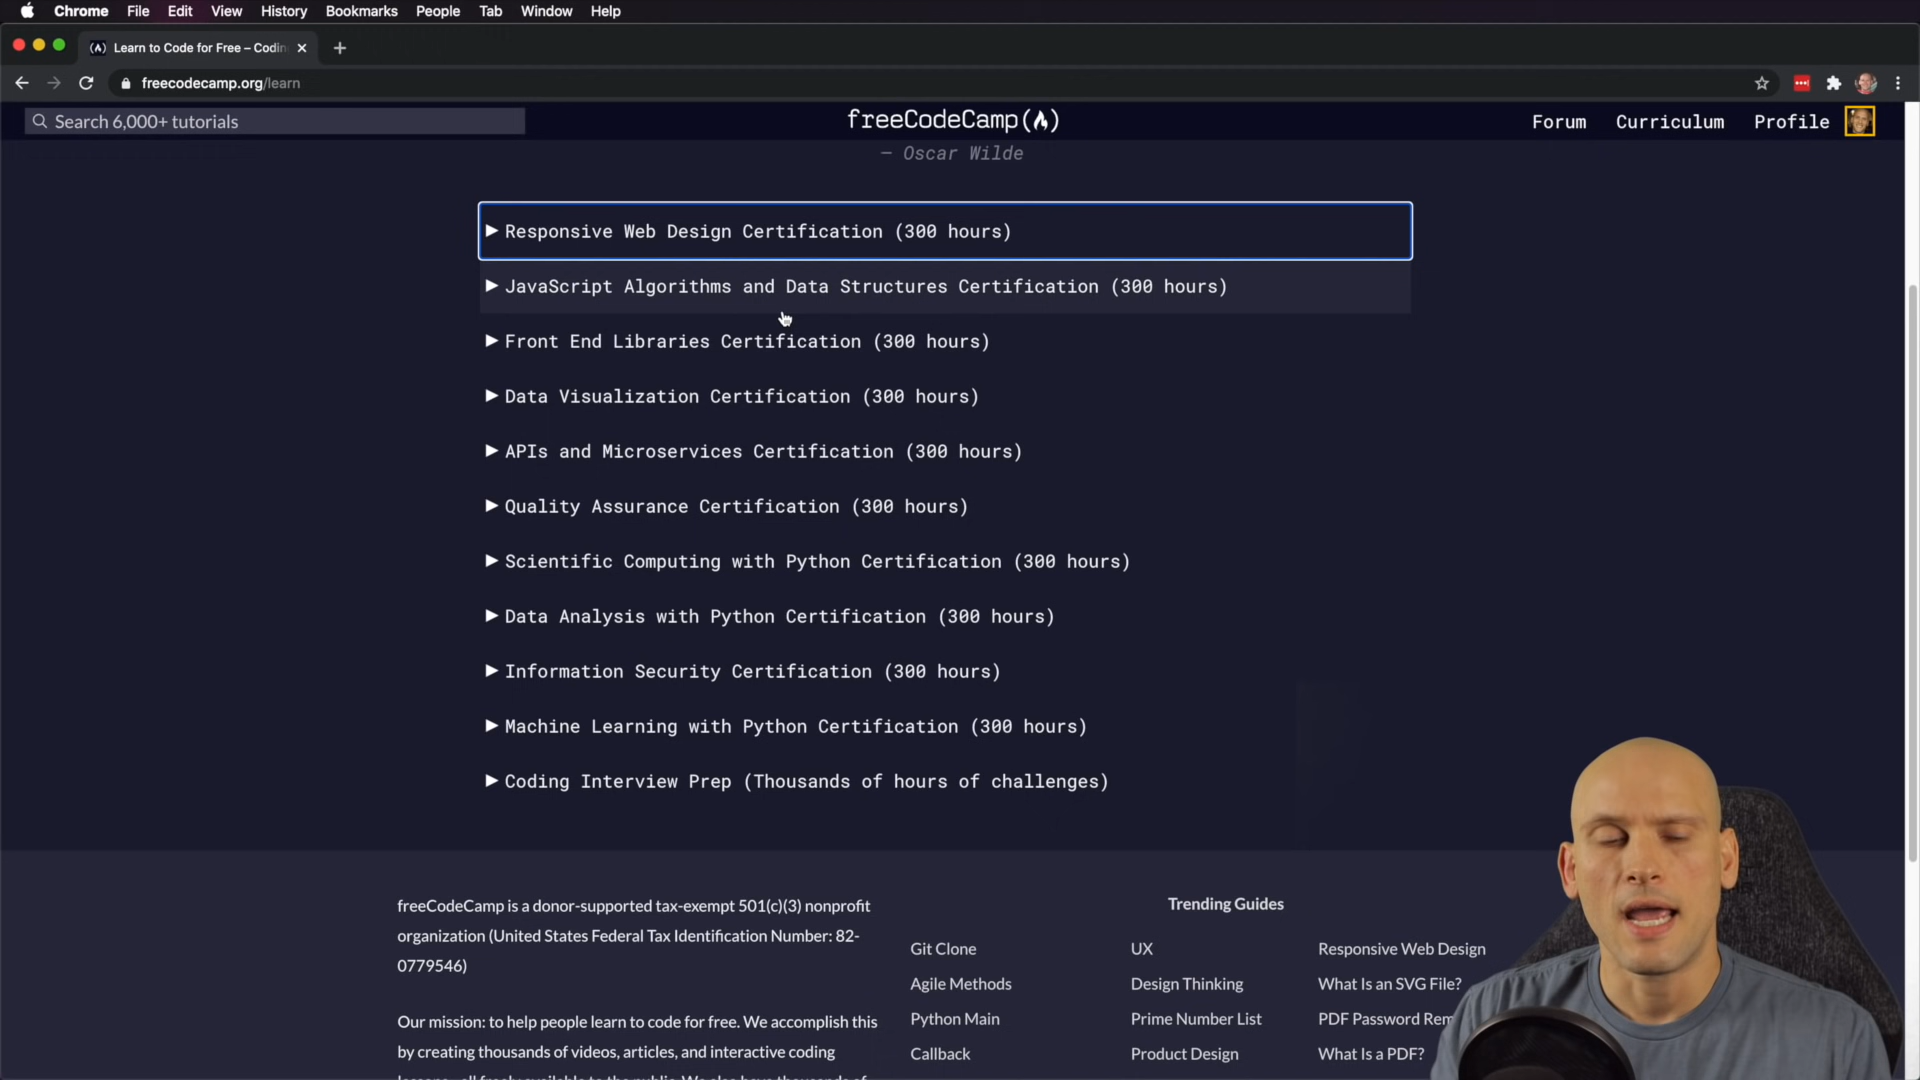 Chrome File Edit View History Bookmarks People Tab Window Help
Learn to Code for Free – Codin
freecodecamp.org/learn
Search 6,000+ tutorials
freeCodeCamp(🔥)
Forum Curriculum Profile
— Oscar Wilde
Responsive Web Design Certification (300 hours)
JavaScript Algorithms and Data Structures Certification (300 hours)
Front End Libraries Certification (300 hours)
Data Visualization Certification (300 hours)
APIs and Microservices Certification (300 hours)
Quality Assurance Certification (300 hours)
Scientific Computing with Python Certification (300 hours)
Data Analysis with Python Certification (300 hours)
Information Security Certification (300 hours)
Machine Learning with Python Certification (300 hours)
Coding Interview Prep (Thousands of hours of challenges)
freeCodeCamp is a donor-supported tax-exempt 501(c)(3) nonprofit
organization (United States Federal Tax Identification Number: 82-
0779546)
Our mission: to help people learn to code for free. We accomplish this
by creating thousands of videos, articles, and interactive coding
Trending Guides
Git Clone UX Responsive Web Design
Agile Methods Design Thinking What Is an SVG File?
Python Main Prime Number List PDF Password Rem
Callback Product Design What Is a PDF?